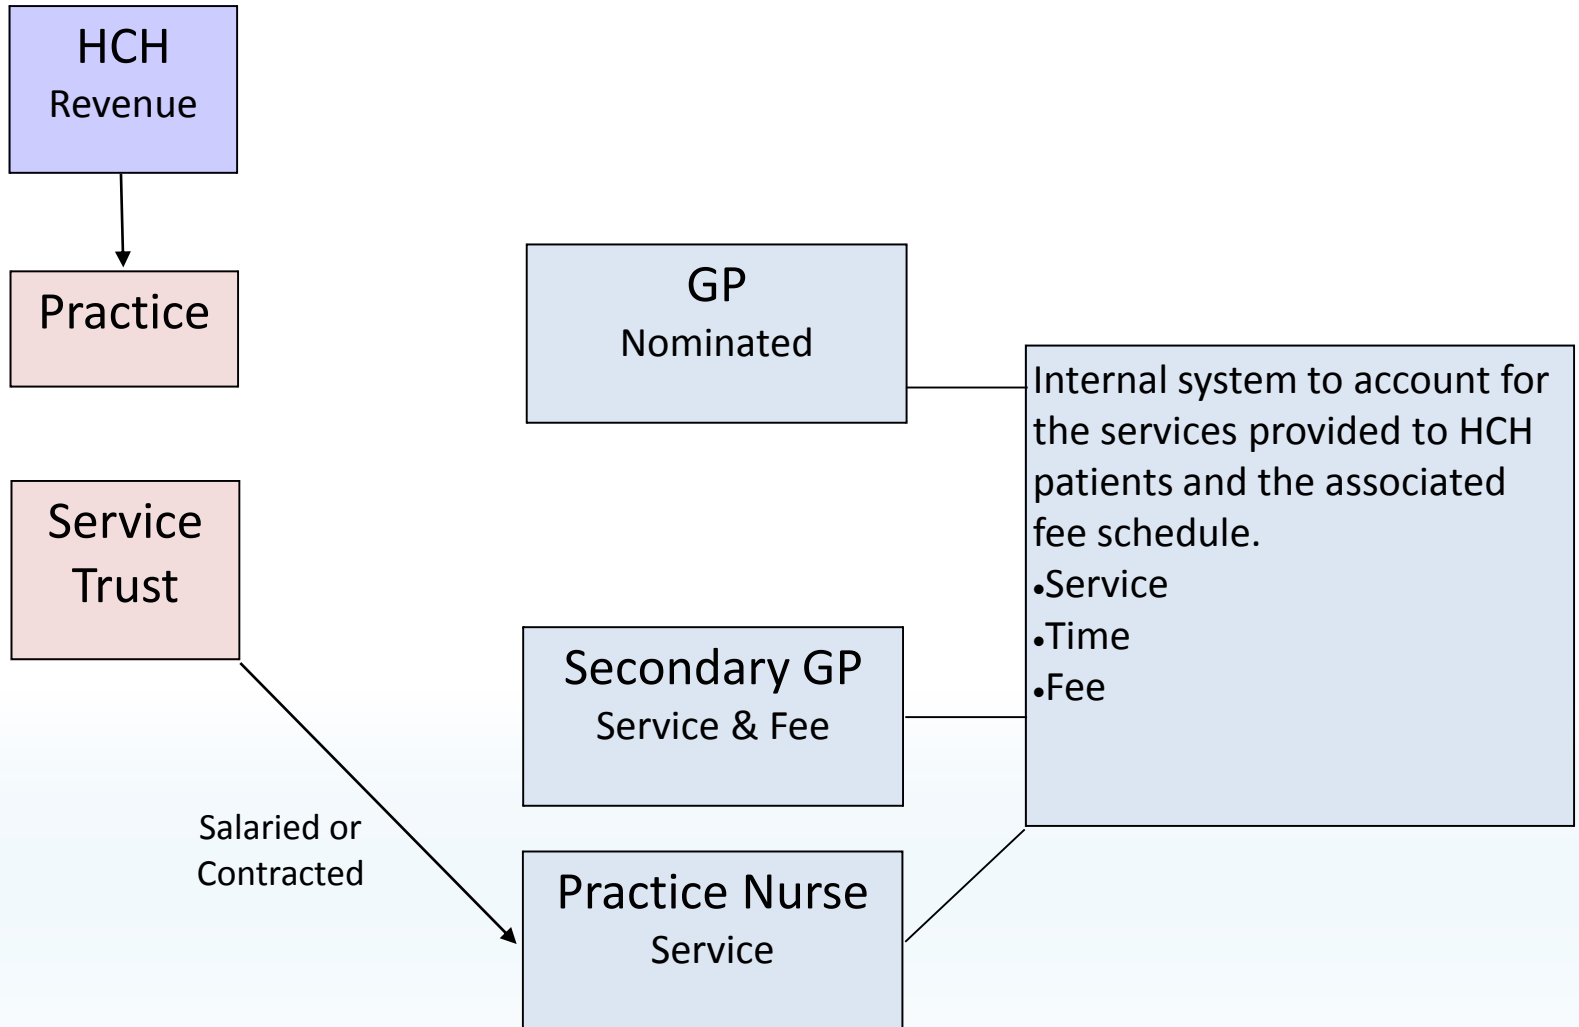 HCH
Revenue
Practice
Service
Trust
Salaried or
Contracted
GP
Nominated
Secondary GP
Service & Fee
Practice Nurse
Service
Internal system to account for
the services provided to HCH
patients and the associated
fee schedule.
•Service
•Time
•Fee